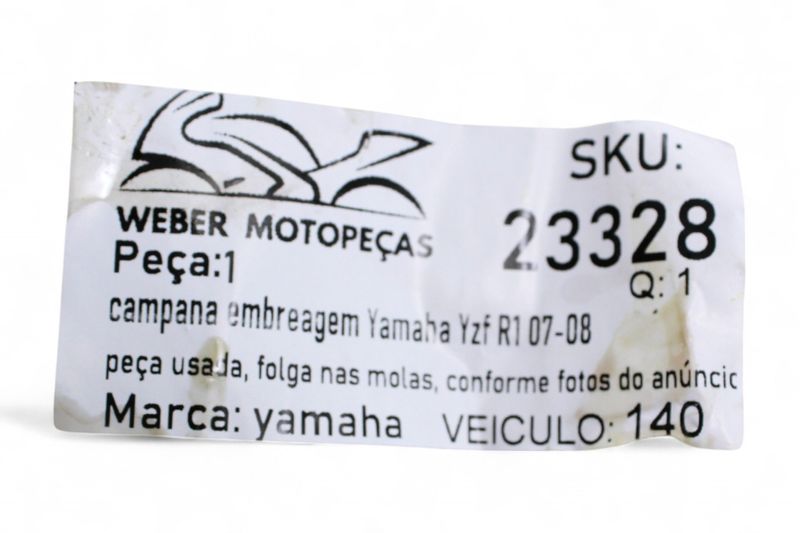 WEBER MOTOPEÇAS
SKU:
23328
Peça:1
Q: 1
campana embreagem Yamaha Yzf R1 07-08
peça usada, folga nas molas, conforme fotos do anúncio
Marca: yamaha VEICULO: 140